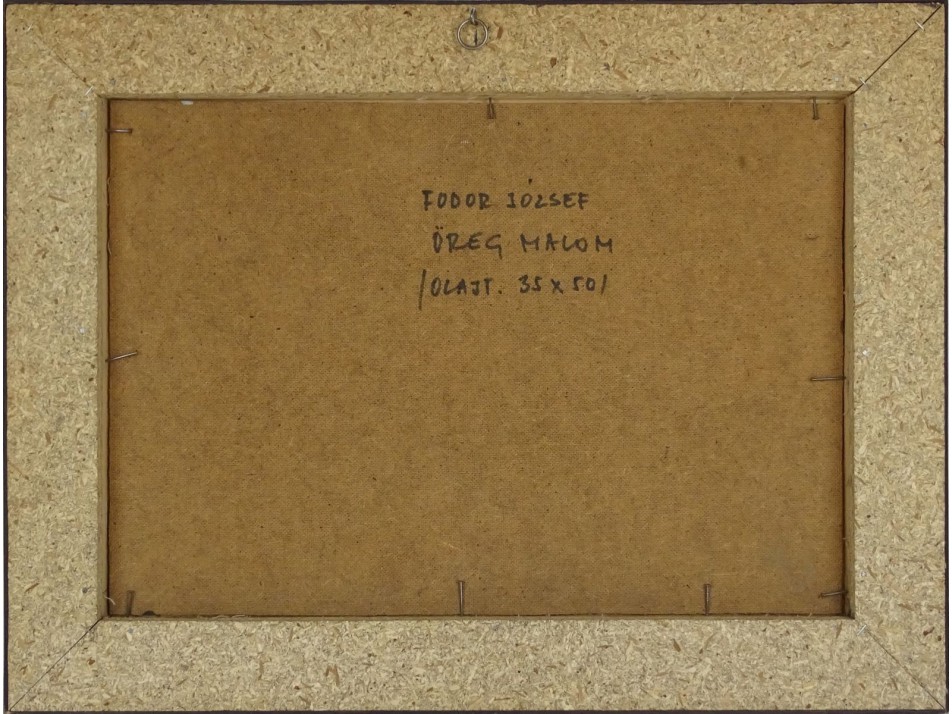 FODOR JÓZSEF
ÖREG MALOM
/OLAJT. 35 x 50/